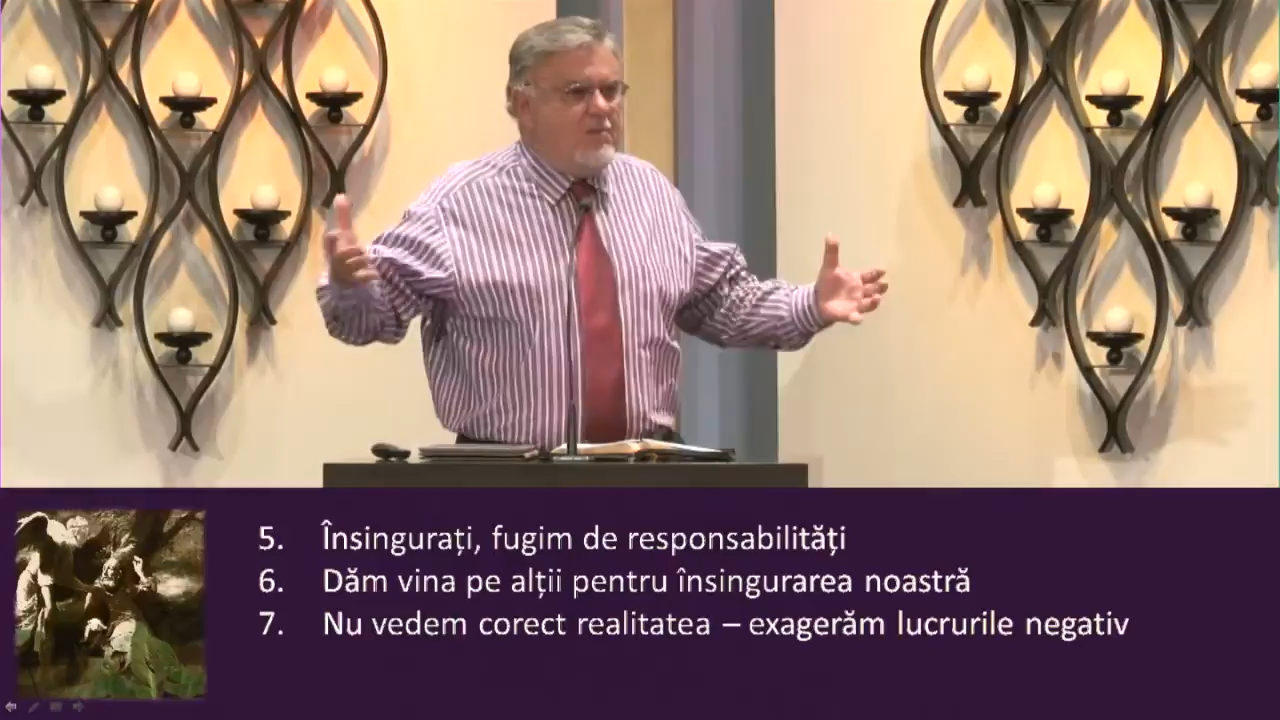 5. Însingurați, fugim de responsabilități
6. Dăm vina pe alții pentru însingurarea noastră
7. Nu vedem corect realitatea – exagerăm lucrurile negativ